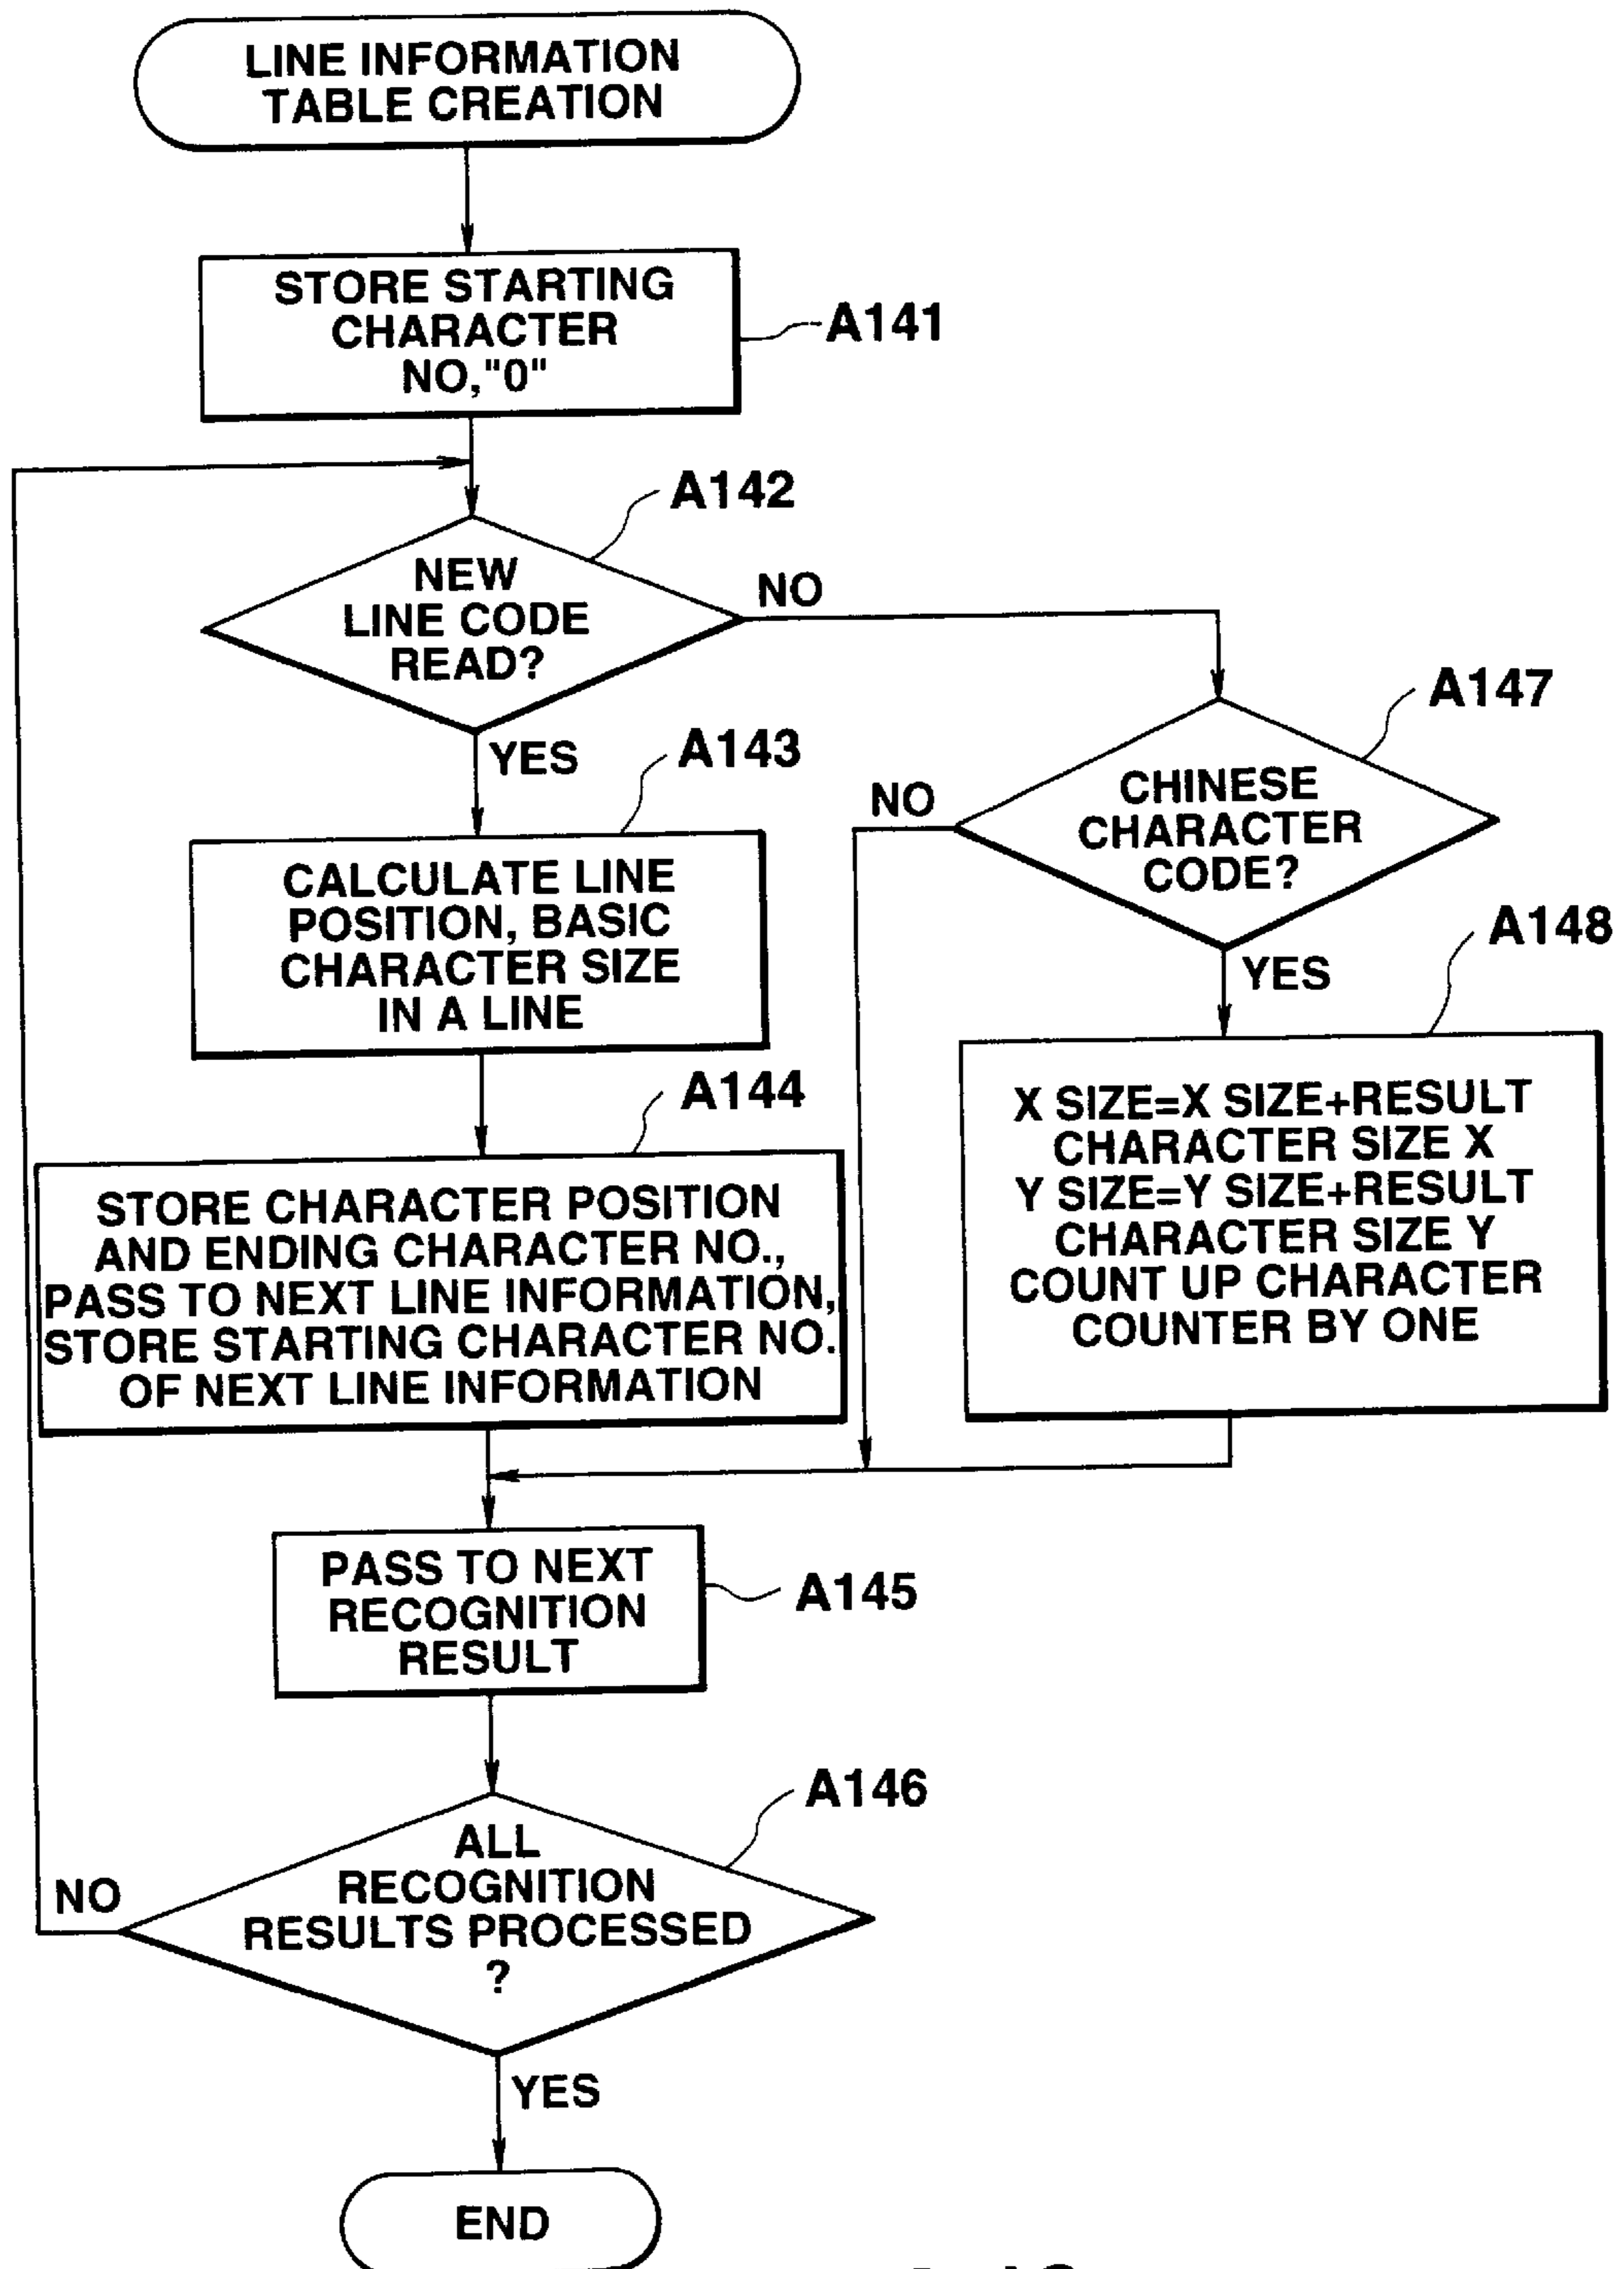 LINE INFORMATION
TABLE CREATION
STORE STARTING
CHARACTER
NO,"0"
A141
A142
NEW
LINE CODE
READ?
NO
YES
A147
CHINESE
CHARACTER
CODE?
NO
YES
A143
CALCULATE LINE
POSITION, BASIC
CHARACTER SIZE
IN A LINE
A148
X SIZE=X SIZE+RESULT
CHARACTER SIZE X
Y SIZE=Y SIZE+RESULT
CHARACTER SIZE Y
COUNT UP CHARACTER
COUNTER BY ONE
A144
STORE CHARACTER POSITION
AND ENDING CHARACTER NO.,
PASS TO NEXT LINE INFORMATION,
STORE STARTING CHARACTER NO.
OF NEXT LINE INFORMATION
PASS TO NEXT
RECOGNITION
RESULT
A145
A146
ALL
RECOGNITION
RESULTS PROCESSED
?
NO
YES
END